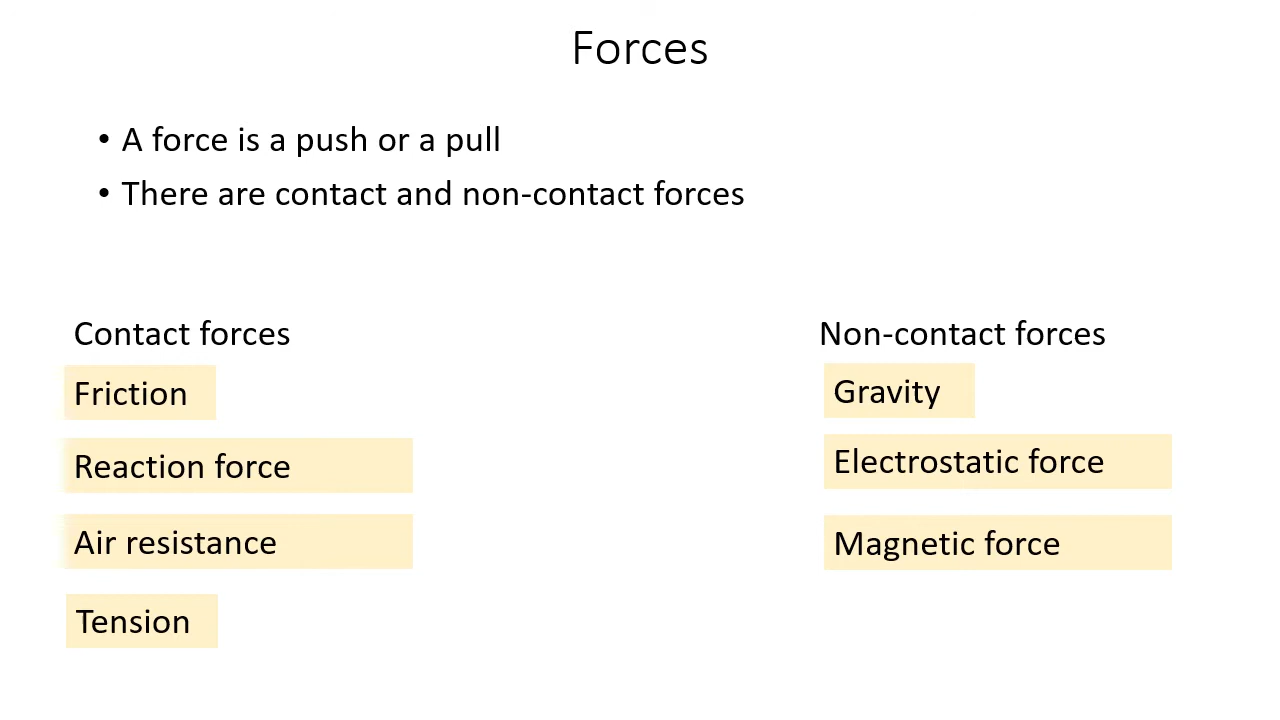 Forces
• A force is a push or a pull
• There are contact and non-contact forces
Contact forces
Friction
Reaction force
Air resistance
Tension
Non-contact forces
Gravity
Electrostatic force
Magnetic force